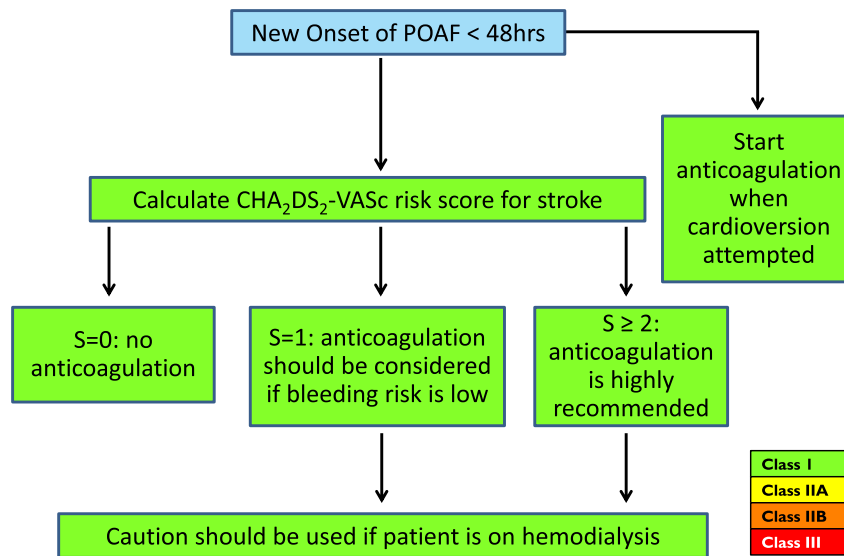 New Onset of POAF < 48hrs
Start
anticoagulation
when
cardioversion
attempted
Calculate CHA₂DS₂-VASc risk score for stroke
S=0: no
anticoagulation
S=1: anticoagulation
should be considered
if bleeding risk is low
S ≥ 2:
anticoagulation
is highly
recommended
Caution should be used if patient is on hemodialysis
Class I
Class IIA
Class IIB
Class III